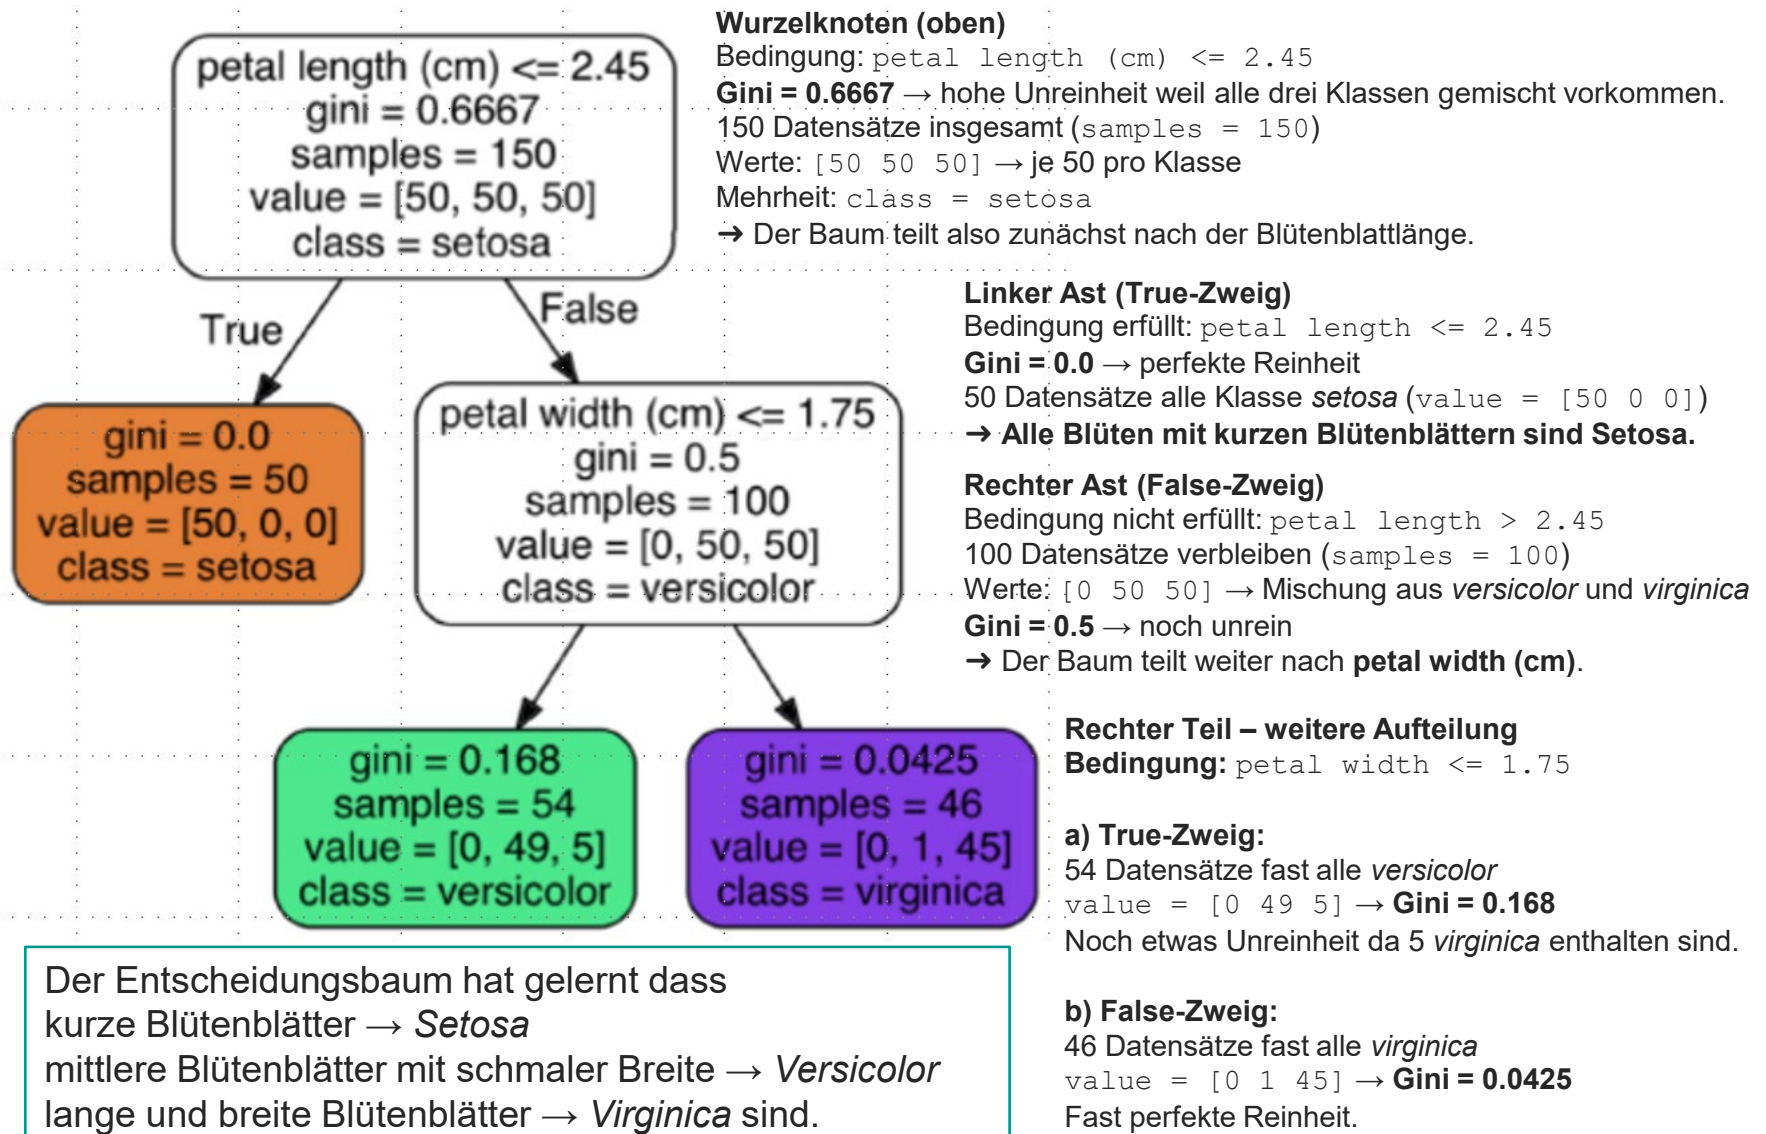 petal length (cm) <= 2.45
gini = 0.6667
samples = 150
value = [50, 50, 50]
class = setosa
True
False
gini = 0.0
samples = 50
value = [50, 0, 0]
class = setosa
petal width (cm) <= 1.75
gini = 0.5
samples = 100
value = [0, 50, 50]
class = versicolor
gini = 0.168
samples = 54
value = [0, 49, 5]
class = versicolor
gini = 0.0425
samples = 46
value = [0, 1, 45]
class = virginica
Wurzelknoten (oben)
Bedingung: petal length (cm) <= 2.45
Gini = 0.6667 → hohe Unreinheit weil alle drei Klassen gemischt vorkommen.
150 Datensätze insgesamt (samples = 150)
Werte: [50 50 50] → je 50 pro Klasse
Mehrheit: class = setosa
➔ Der Baum teilt also zunächst nach der Blütenblattlänge.
Linker Ast (True-Zweig)
Bedingung erfüllt: petal length <= 2.45
Gini = 0.0 → perfekte Reinheit
50 Datensätze alle Klasse setosa (value = [50 0 0])
➔ Alle Blüten mit kurzen Blütenblättern sind Setosa.
Rechter Ast (False-Zweig)
Bedingung nicht erfüllt: petal length > 2.45
100 Datensätze verbleiben (samples = 100)
Werte: [0 50 50] → Mischung aus versicolor und virginica
Gini = 0.5 → noch unrein
➔ Der Baum teilt weiter nach petal width (cm).
Rechter Teil – weitere Aufteilung
Bedingung: petal width <= 1.75
a) True-Zweig:
54 Datensätze fast alle versicolor
value = [0 49 5] → Gini = 0.168
Noch etwas Unreinheit da 5 virginica enthalten sind.
b) False-Zweig:
46 Datensätze fast alle virginica
value = [0 1 45] → Gini = 0.0425
Fast perfekte Reinheit.
Der Entscheidungsbaum hat gelernt dass
kurze Blütenblätter → Setosa
mittlere Blütenblätter mit schmaler Breite → Versicolor
lange und breite Blütenblätter → Virginica sind.